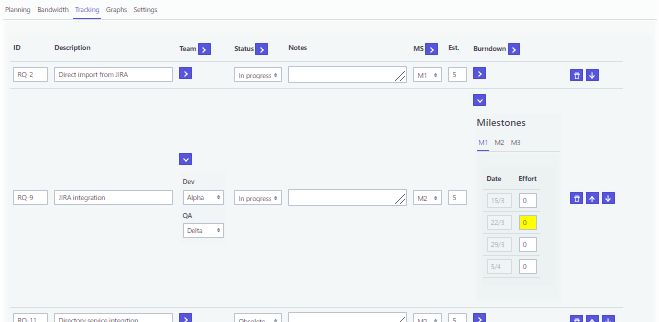 Planning Bandwidth Tracking Graphs Settings
ID Description Team Status Notes MS Est. Burndown
RQ-2 Direct import from JIRA In progress M1 5
Milestones
M1 M2 M3
Dev
Date Effort
RQ-9 JIRA integration Alpha In progress M2 5 15/3 0
QA
22/3 0
Delta
29/3 0
5/4 0
RQ-11 Directory service integrtion Obsolete M2 5